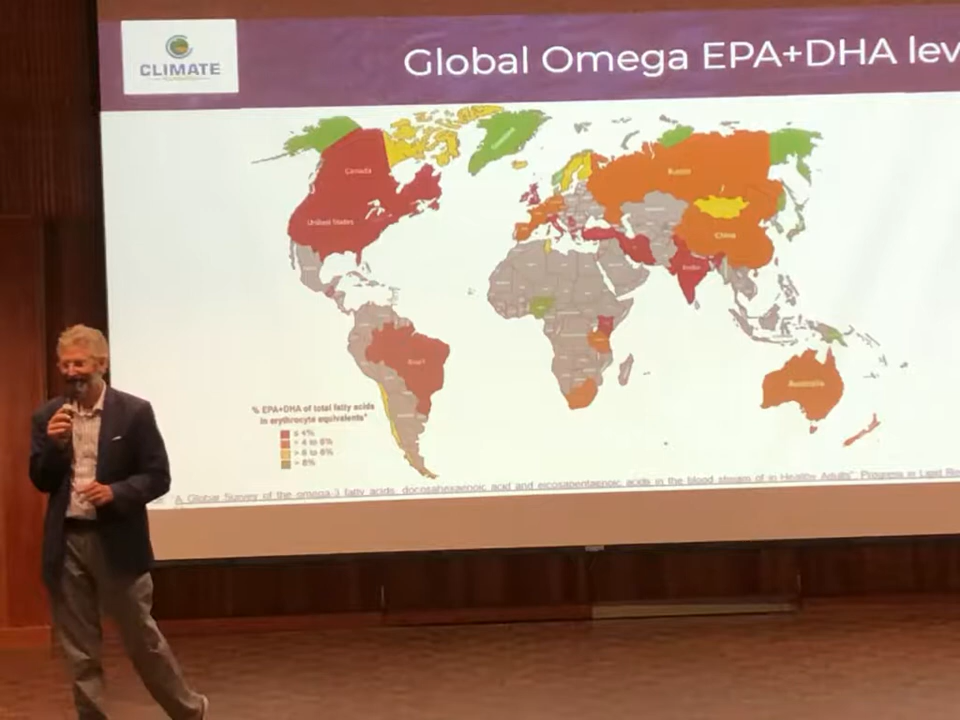 CLIMATE
Global Omega EPA+DHA lev
Canada
United States
Brazil
Russia
China
India
Australia
% EPA+DHA of total fatty acids
in erythrocyte equivalents*
≤ 4%
> 4 to 6%
> 6 to 8%
> 8%
"A Global Survey of the omega-3 fatty acids, docosahexaenoic acid and eicosapentaenoic acids in the blood stream of in Healthy Adults". Progress in Lipid Re